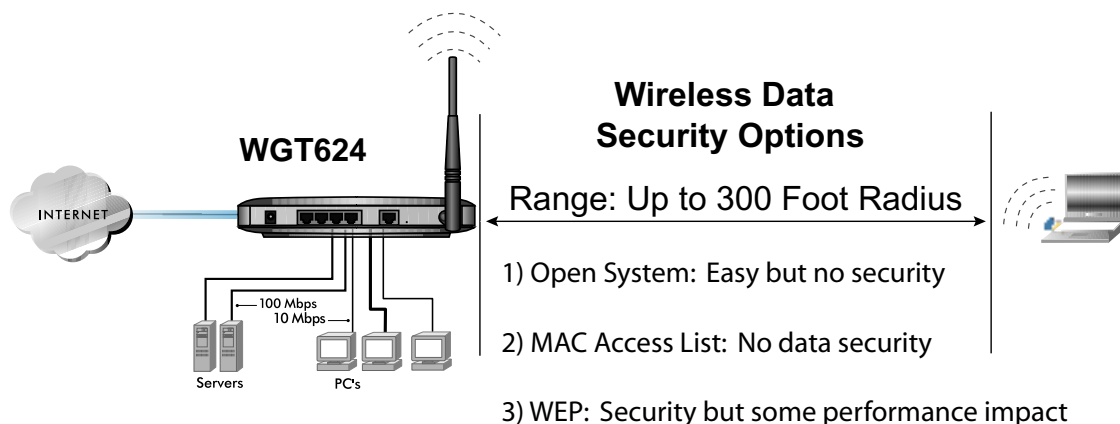 Wireless Data
Security Options
WGT624
Range: Up to 300 Foot Radius
INTERNET
1) Open System: Easy but no security
100 Mbps
10 Mbps
2) MAC Access List: No data security
Servers
PC's
3) WEP: Security but some performance impact